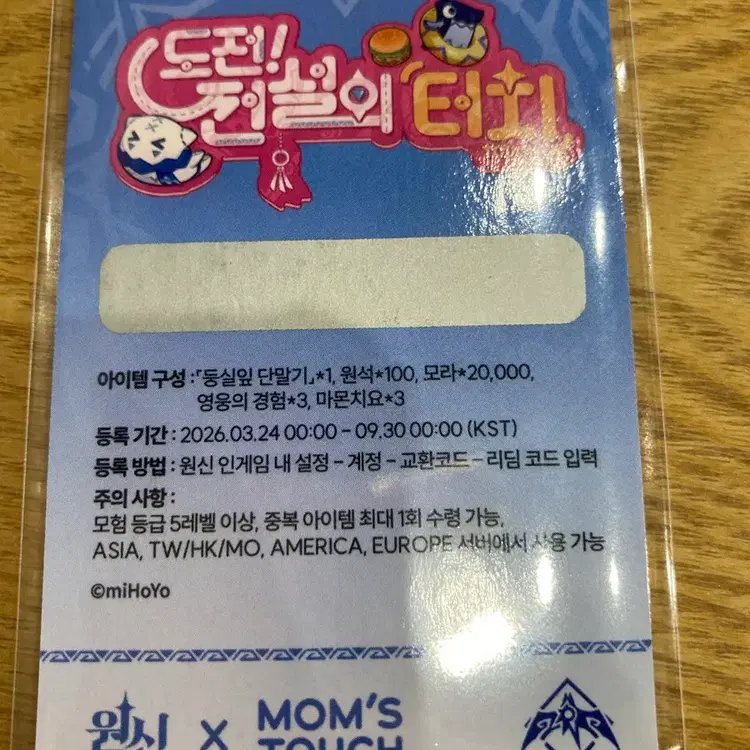 도전!
전설의 터치
아이템 구성 : 「둥실잎 단말기」*1, 원석*100, 모라*20,000,
영웅의 경험*3, 마몬치요*3
등록 기간 : 2026.03.24 00:00 – 09.30 00:00 (KST)
등록 방법 : 원신 인게임 내 설정 – 계정 – 교환코드 – 리딤 코드 입력
주의 사항 :
모험 등급 5레벨 이상, 중복 아이템 최대 1회 수령 가능,
ASIA, TW/HK/MO, AMERICA, EUROPE 서버에서 사용 가능
©miHoYo
원신 X MOM'S TOUCH